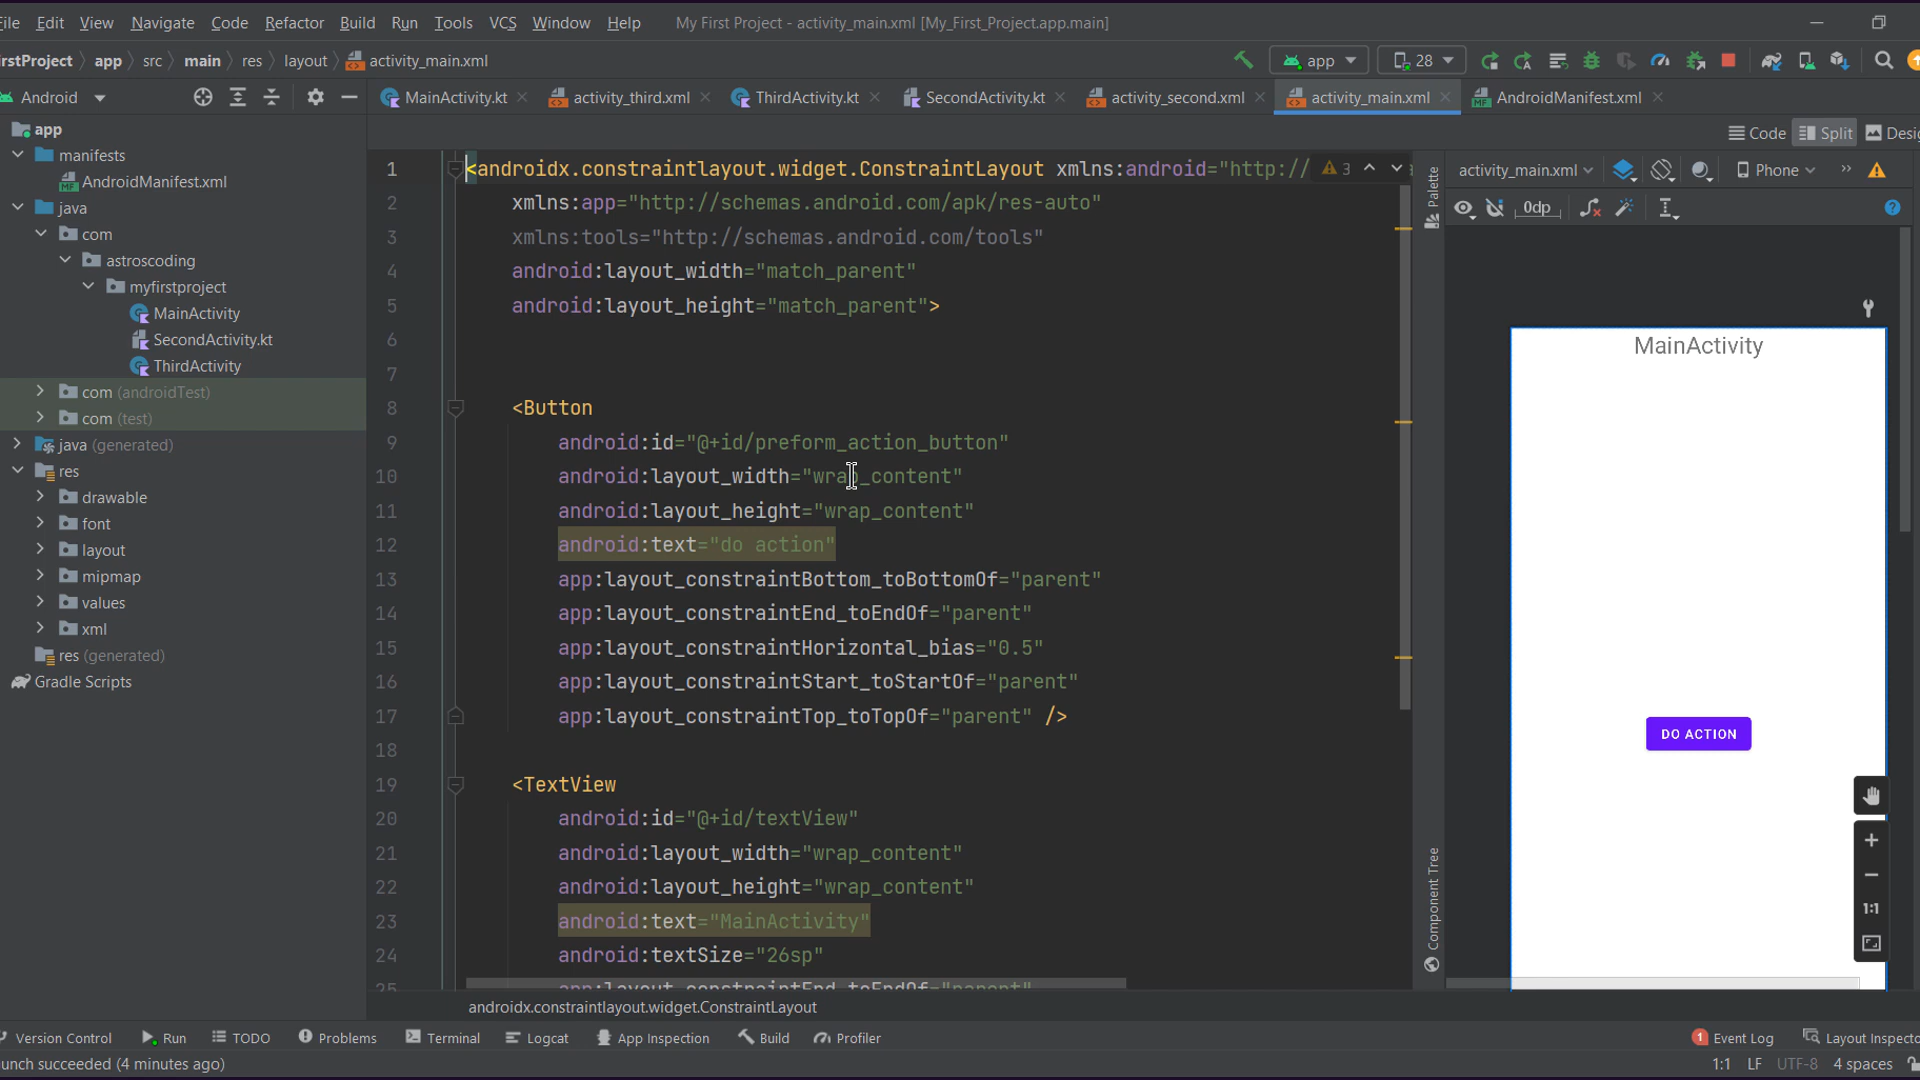 File Edit View Navigate Code Refactor Build Run Tools VCS Window Help My First Project - activity_main.xml [My_First_Project.app.main]
irstProject app src main res layout activity_main.xml app 28
Android MainActivity.kt activity_third.xml ThirdActivity.kt SecondActivity.kt activity_second.xml activity_main.xml AndroidManifest.xml
Code Split Desig
app
manifests
AndroidManifest.xml
java
com
astroscoding
myfirstproject
MainActivity
SecondActivity.kt
ThirdActivity
com (androidTest)
com (test)
java (generated)
res
drawable
font
layout
mipmap
values
xml
res (generated)
Gradle Scripts
1 <androidx.constraintlayout.widget.ConstraintLayout xmlns:android="http:// 3
2 xmlns:app="http://schemas.android.com/apk/res-auto"
3 xmlns:tools="http://schemas.android.com/tools"
4 android:layout_width="match_parent"
5 android:layout_height="match_parent">
6
7
8 <Button
9 android:id="@+id/preform_action_button"
10 android:layout_width="wrap_content"
11 android:layout_height="wrap_content"
12 android:text="do action"
13 app:layout_constraintBottom_toBottomOf="parent"
14 app:layout_constraintEnd_toEndOf="parent"
15 app:layout_constraintHorizontal_bias="0.5"
16 app:layout_constraintStart_toStartOf="parent"
17 app:layout_constraintTop_toTopOf="parent" />
18
19 <TextView
20 android:id="@+id/textView"
21 android:layout_width="wrap_content"
22 android:layout_height="wrap_content"
23 android:text="MainActivity"
24 android:textSize="26sp"
25 app:layout_constraintEnd_toEndOf="parent"
androidx.constraintlayout.widget.ConstraintLayout
Palette
Component Tree
activity_main.xml Phone
0dp
MainActivity
DO ACTION
1:1
Version Control Run TODO Problems Terminal Logcat App Inspection Build Profiler 1 Event Log Layout Inspecto
unch succeeded (4 minutes ago) 1:1 LF UTF-8 4 spaces